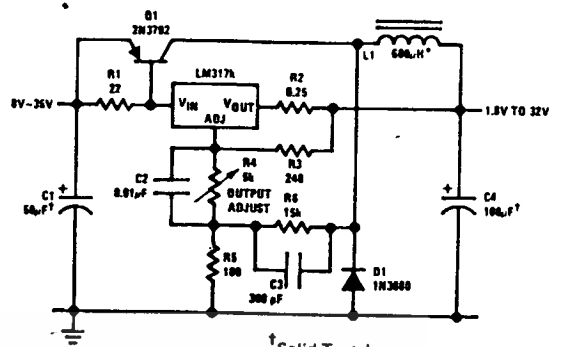 Q1
2N3792
L1
600μH*
R1
22
LM317k
R2
0.25
8V-35V
VIN
VOUT
ADJ
1.8V TO 32V
C2
0.01μF
R4
5k
R3
240
OUTPUT
ADJUST
R6
15k
C1
50μF†
C4
100μF†
R5
100
C3
300 pF
D1
1N3880
†Solid